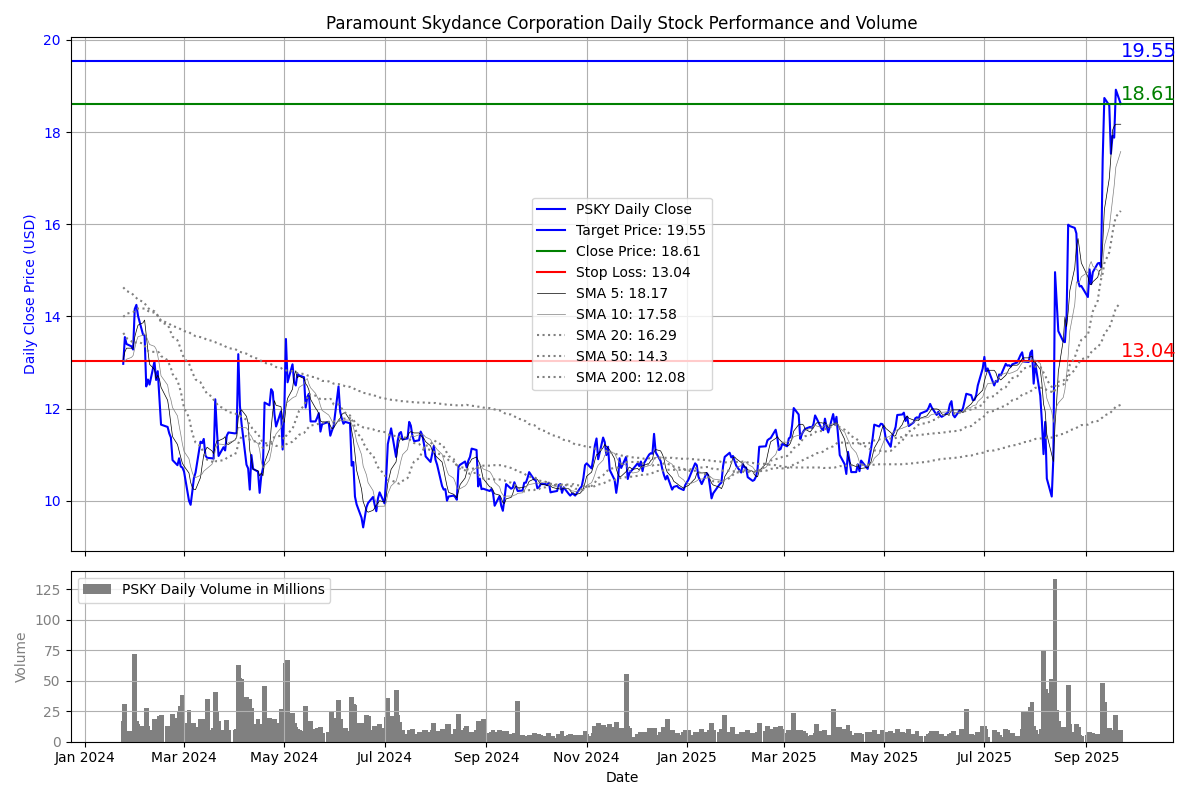 Paramount Skydance Corporation Daily Stock Performance and Volume
Daily Close Price (USD)
20
18
16
14
12
10
19.55
18.61
13.04
PSKY Daily Close
Target Price: 19.55
Close Price: 18.61
Stop Loss: 13.04
SMA 5: 18.17
SMA 10: 17.58
SMA 20: 16.29
SMA 50: 14.3
SMA 200: 12.08
Volume
125
100
75
50
25
0
PSKY Daily Volume in Millions
Jan 2024 Mar 2024 May 2024 Jul 2024 Sep 2024 Nov 2024 Jan 2025 Mar 2025 May 2025 Jul 2025 Sep 2025
Date